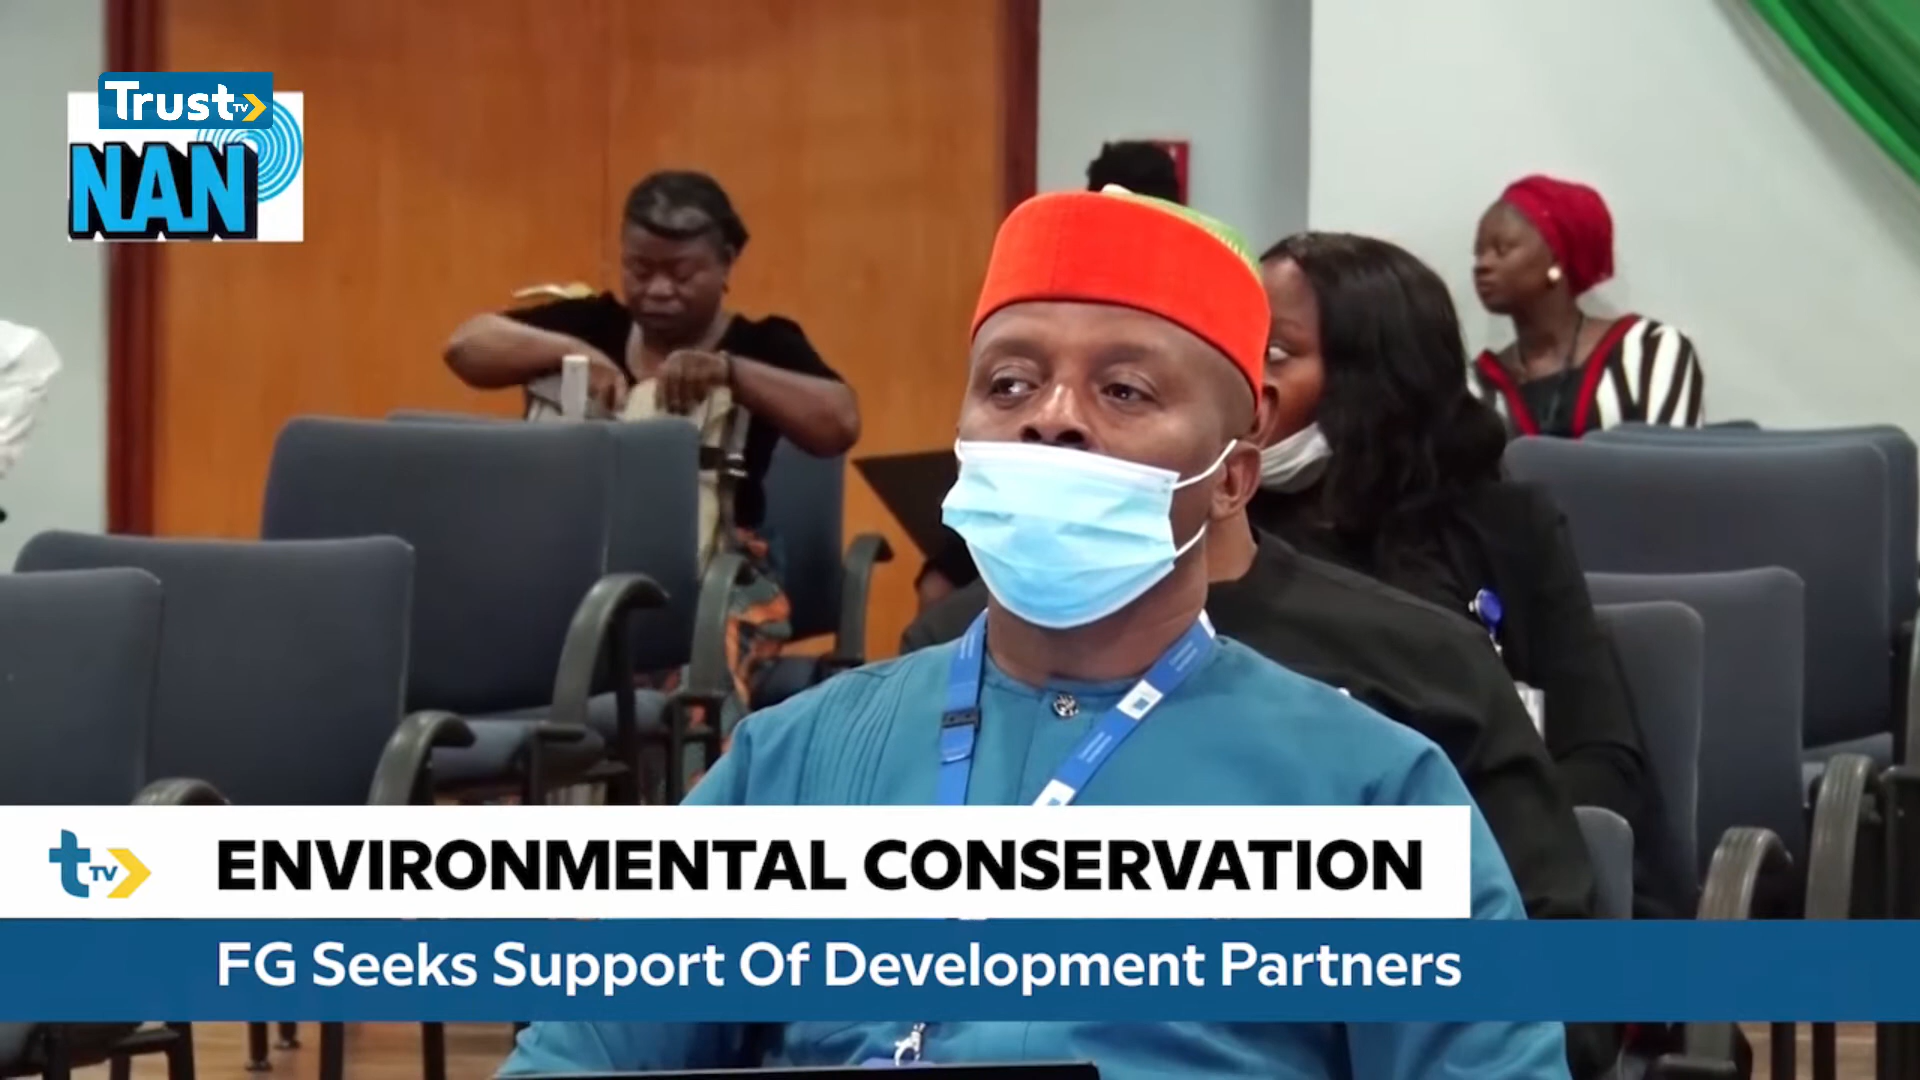 Trust TV
NAN
t TV
ENVIRONMENTAL CONSERVATION
FG Seeks Support Of Development Partners